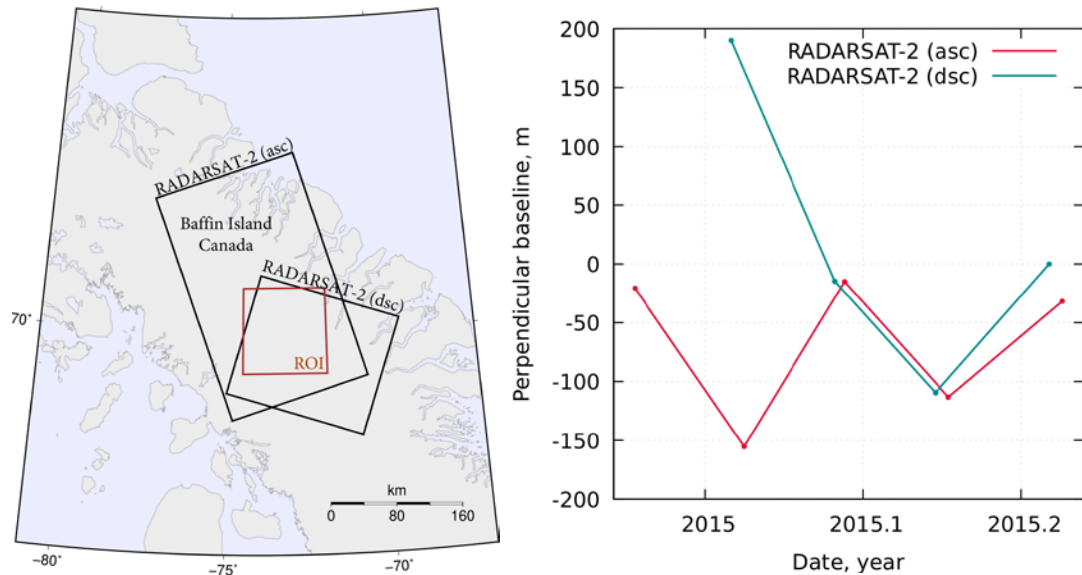 RADARSAT-2 (asc)
Baffin Island
Canada
RADARSAT-2 (dsc)
70°
ROI
km
0 80 160
−80° −75° −70°
RADARSAT-2 (asc)
RADARSAT-2 (dsc)
200
150
100
50
0
-50
-100
-150
-200
Perpendicular baseline, m
2015 2015.1 2015.2
Date, year